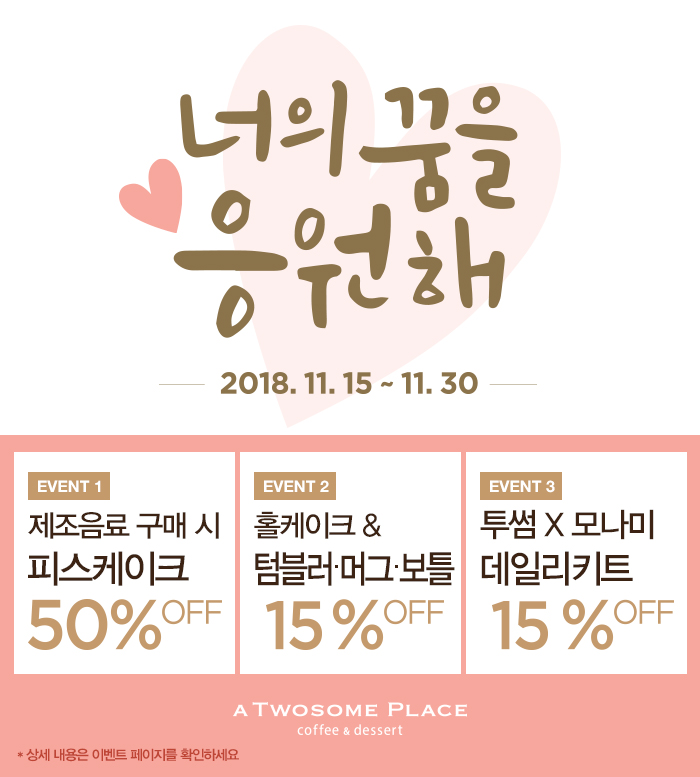 너의 꿈을
응원해
2018. 11. 15 ~ 11. 30
EVENT 1
제조음료 구매 시
피스케이크
50% OFF
EVENT 2
홀케이크 &
텀블러·머그·보틀
15% OFF
EVENT 3
투썸 X 모나미
데일리키트
15% OFF
A TWOSOME PLACE
coffee & dessert
* 상세 내용은 이벤트 페이지를 확인하세요